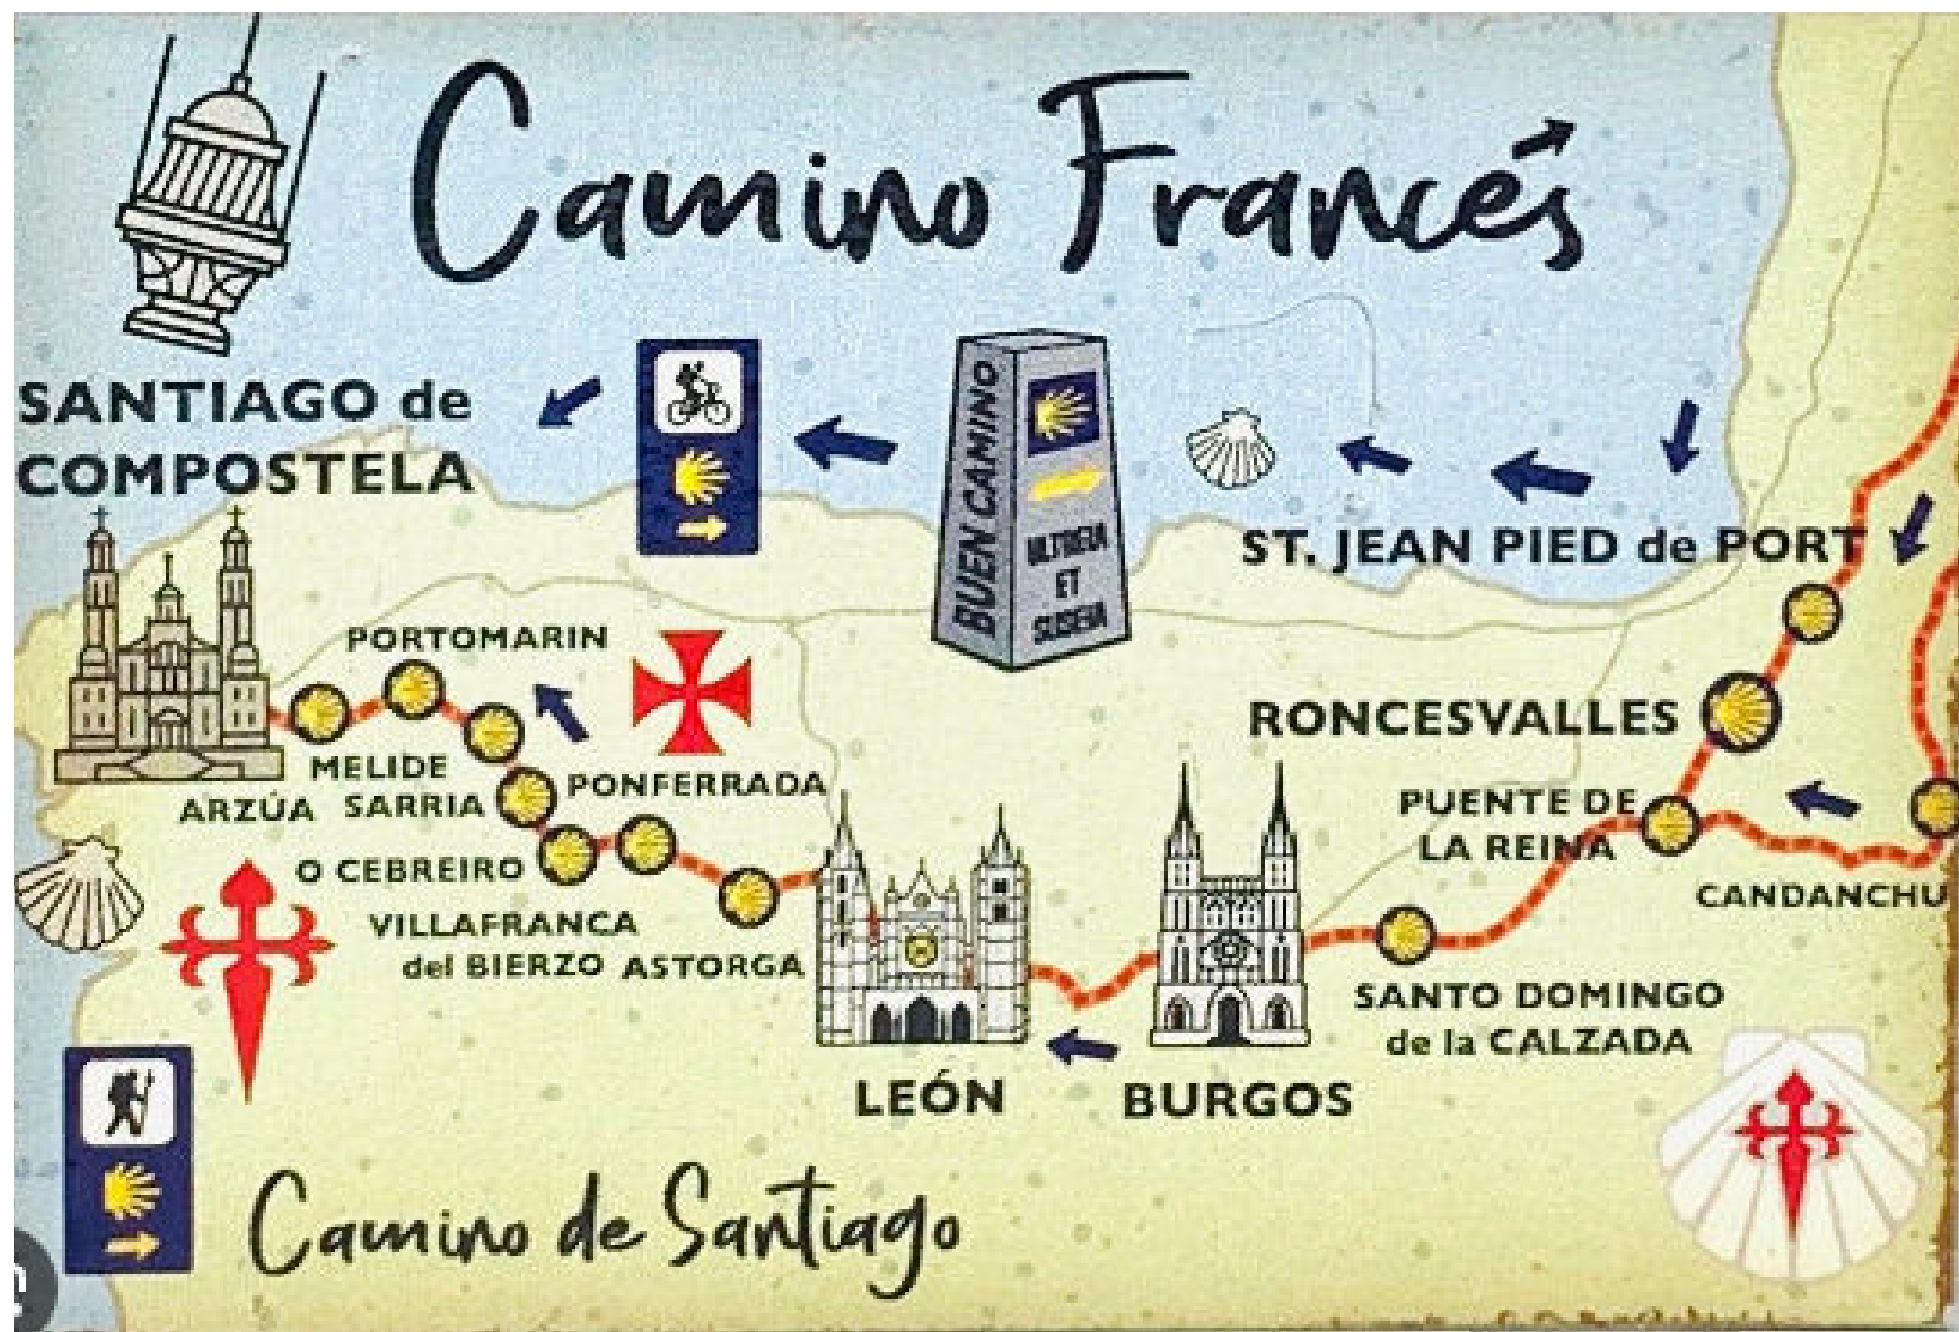 Camino Francés
SANTIAGO de
COMPOSTELA
BUEN CAMINO
ULTREIA
ET
SUSEIA
ST. JEAN PIED de PORT
PORTOMARIN
RONCESVALLES
MELIDE
ARZÚA
SARRIA
PONFERRADA
PUENTE DE
LA REINA
O CEBREIRO
CANDANCHU
VILLAFRANCA
del BIERZO
ASTORGA
SANTO DOMINGO
de la CALZADA
LEÓN
BURGOS
Camino de Santiago